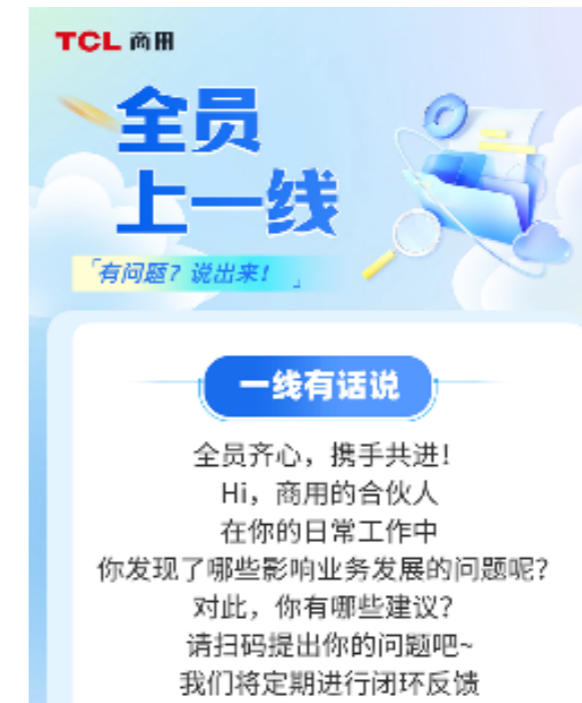 TCL 商用
全员
上一线
「有问题？说出来！」
一线有话说
全员齐心，携手共进！
Hi，商用的合伙人
在你的日常工作中
你发现了哪些影响业务发展的问题呢？
对此，你有哪些建议？
请扫码提出你的问题吧~
我们将定期进行闭环反馈